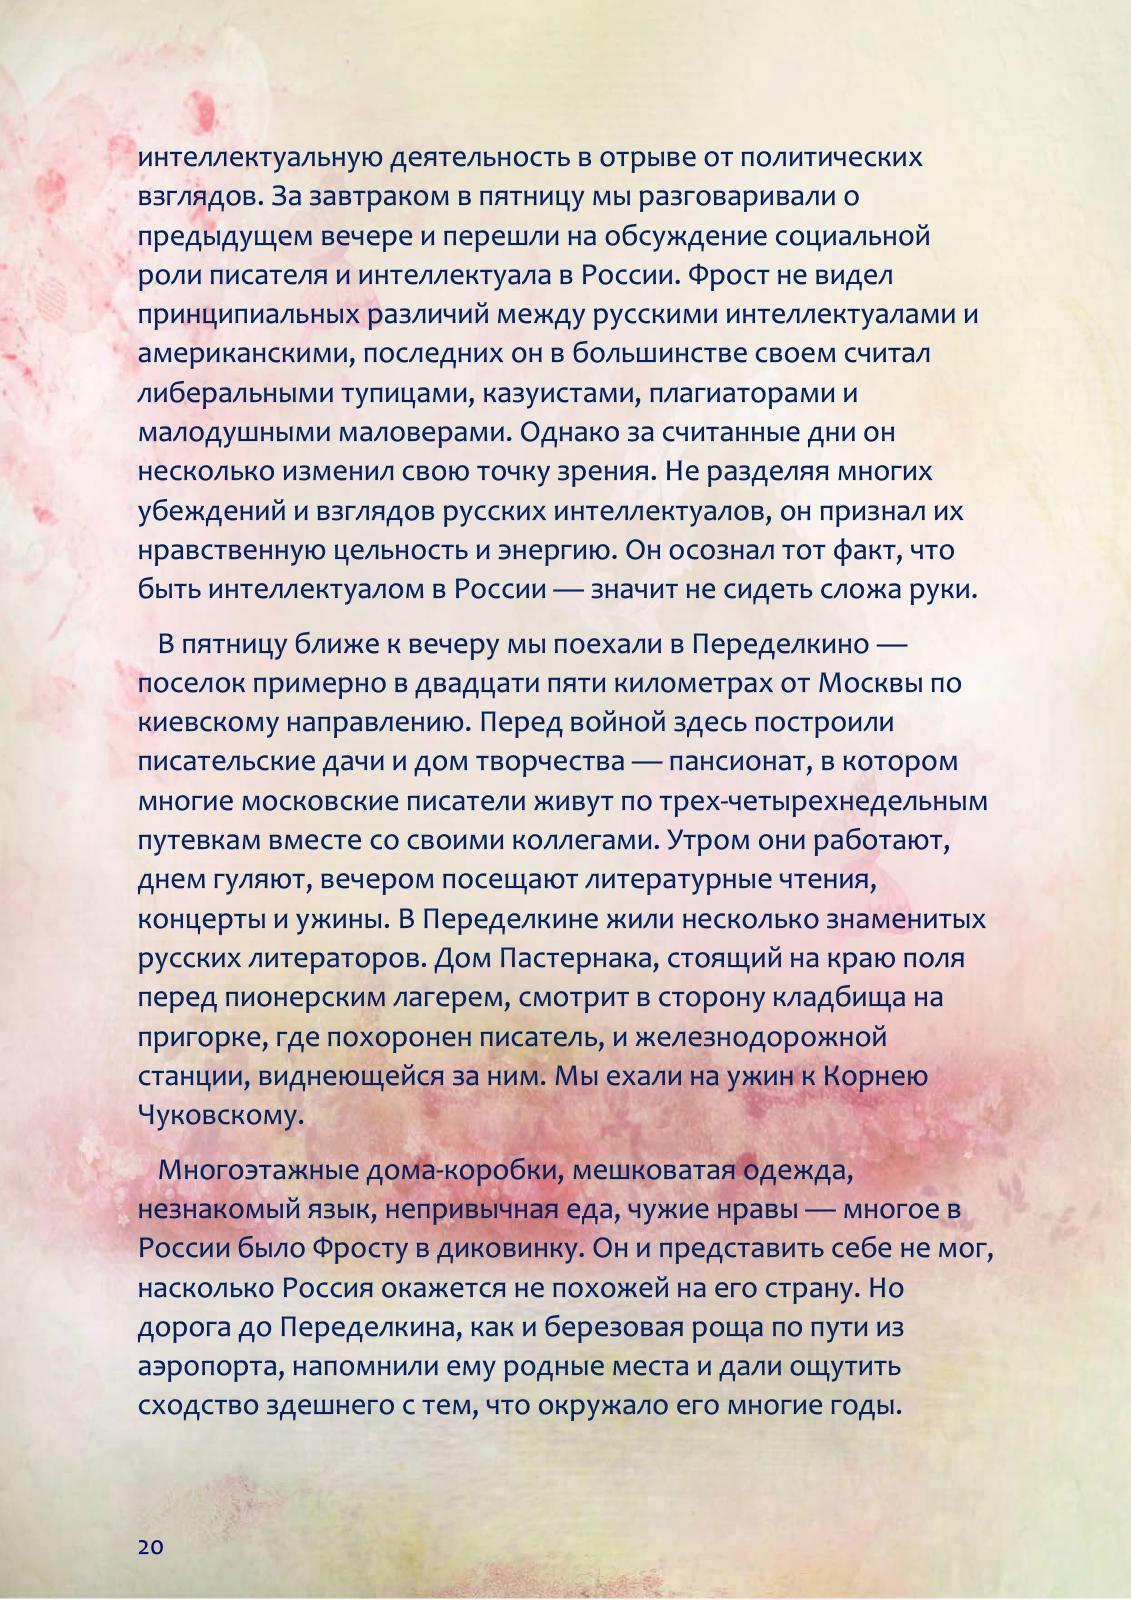 интеллектуальную деятельность в отрыве от политических
взглядов. За завтраком в пятницу мы разговаривали о
предыдущем вечере и перешли на обсуждение социальной
роли писателя и интеллектуала в России. Фрост не видел
принципиальных различий между русскими интеллектуалами и
американскими, последних он в большинстве своем считал
либеральными тупицами, казуистами, плагиаторами и
малодушными маловерами. Однако за считанные дни он
несколько изменил свою точку зрения. Не разделяя многих
убеждений и взглядов русских интеллектуалов, он признал их
нравственную цельность и энергию. Он осознал тот факт, что
быть интеллектуалом в России — значит не сидеть сложа руки.
В пятницу ближе к вечеру мы поехали в Переделкино —
поселок примерно в двадцати пяти километрах от Москвы по
киевскому направлению. Перед войной здесь построили
писательские дачи и дом творчества — пансионат, в котором
многие московские писатели живут по трех-четырехнедельным
путевкам вместе со своими коллегами. Утром они работают,
днем гуляют, вечером посещают литературные чтения,
концерты и ужины. В Переделкине жили несколько знаменитых
русских литераторов. Дом Пастернака, стоящий на краю поля
перед пионерским лагерем, смотрит в сторону кладбища на
пригорке, где похоронен писатель, и железнодорожной
станции, виднеющейся за ним. Мы ехали на ужин к Корнею
Чуковскому.
Многоэтажные дома-коробки, мешковатая одежда,
незнакомый язык, непривычная еда, чужие нравы — многое в
России было Фросту в диковинку. Он и представить себе не мог,
насколько Россия окажется не похожей на его страну. Но
дорога до Переделкина, как и березовая роща по пути из
аэропорта, напомнили ему родные места и дали ощутить
сходство здешнего с тем, что окружало его многие годы.
20